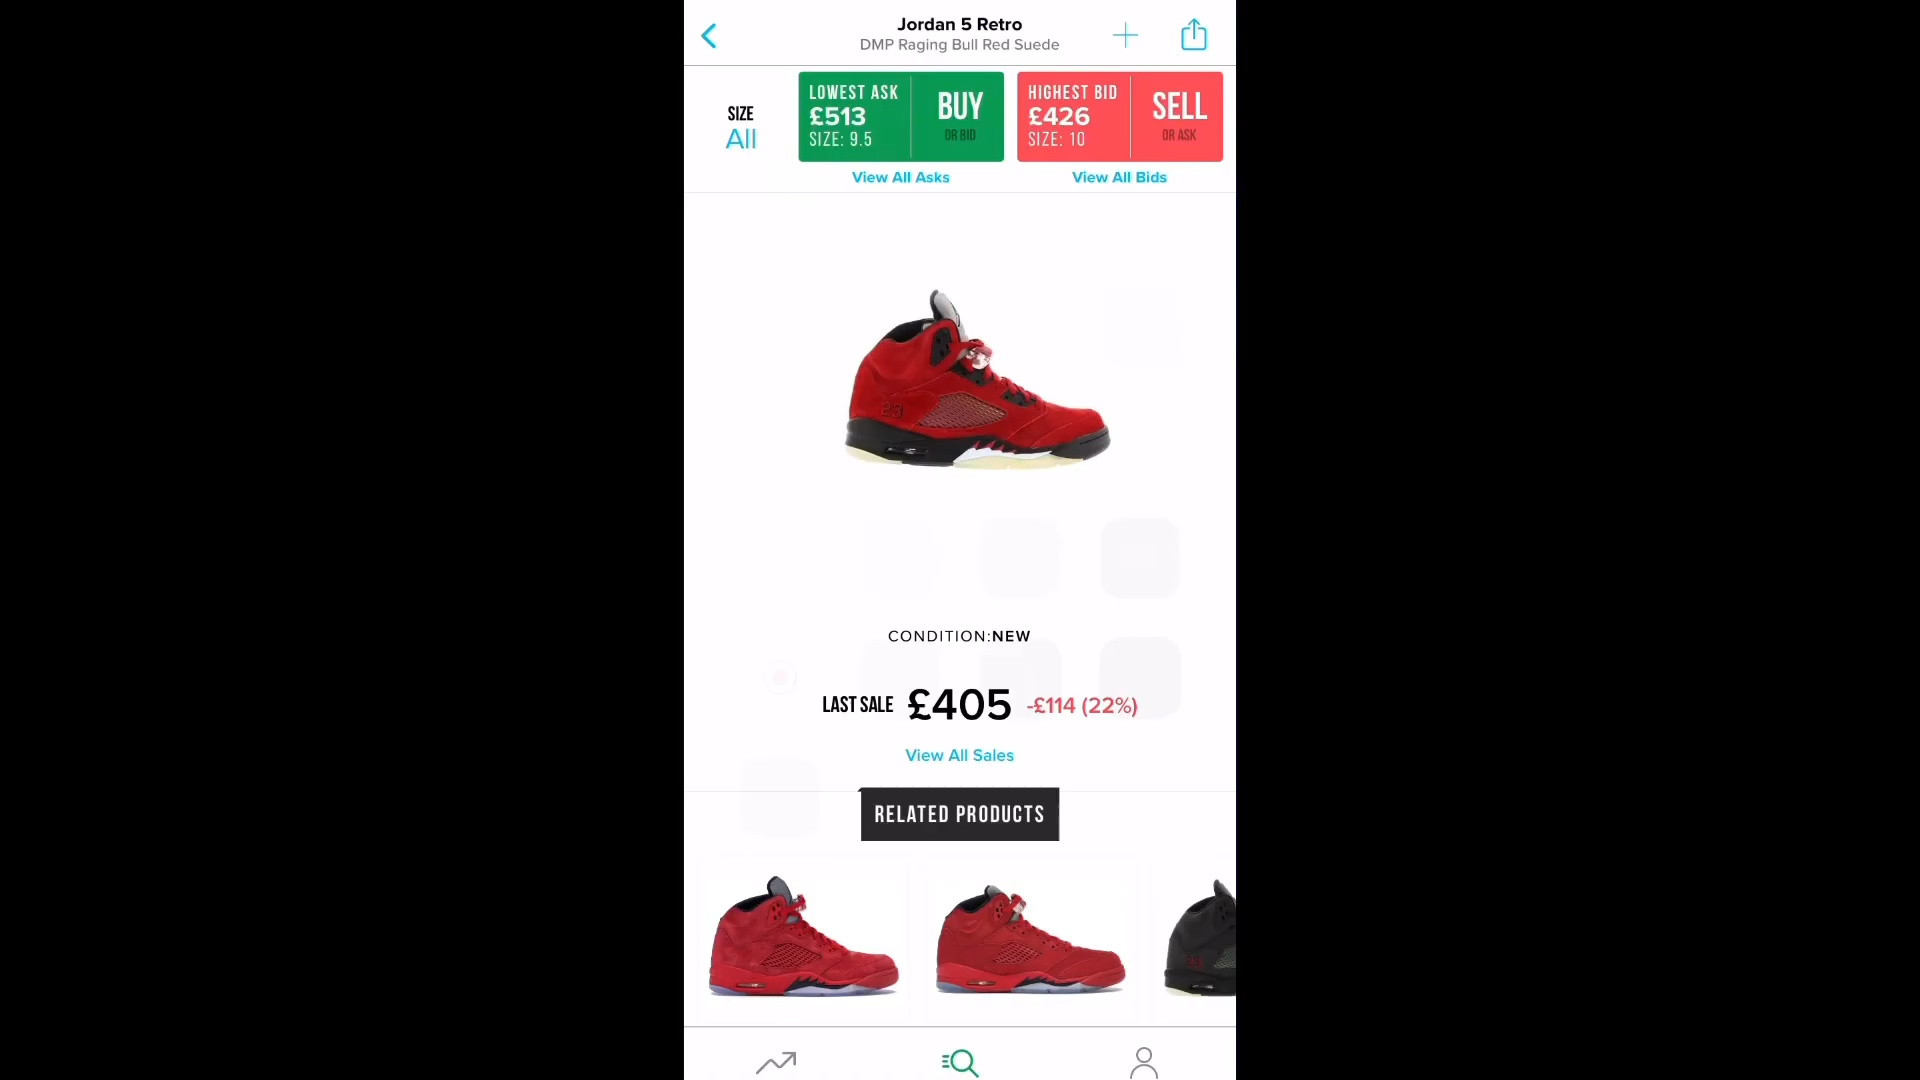 Jordan 5 Retro
DMP Raging Bull Red Suede
SIZE
All
LOWEST ASK
£513
SIZE: 9.5
BUY
OR BID
HIGHEST BID
£426
SIZE: 10
SELL
OR ASK
View All Asks
View All Bids
23
CONDITION:NEW
LAST SALE £405 -£114 (22%)
View All Sales
RELATED PRODUCTS